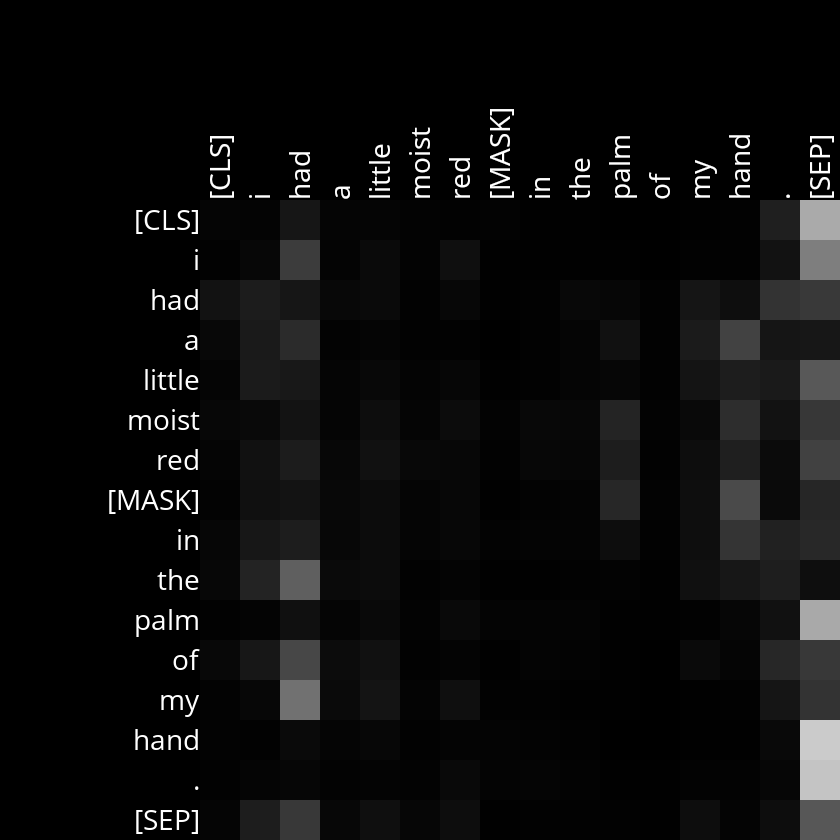 [CLS] i had a little moist red [MASK] in the palm of my hand . [SEP]
[CLS]
i
had
a
little
moist
red
[MASK]
in
the
palm
of
my
hand
.
[SEP]